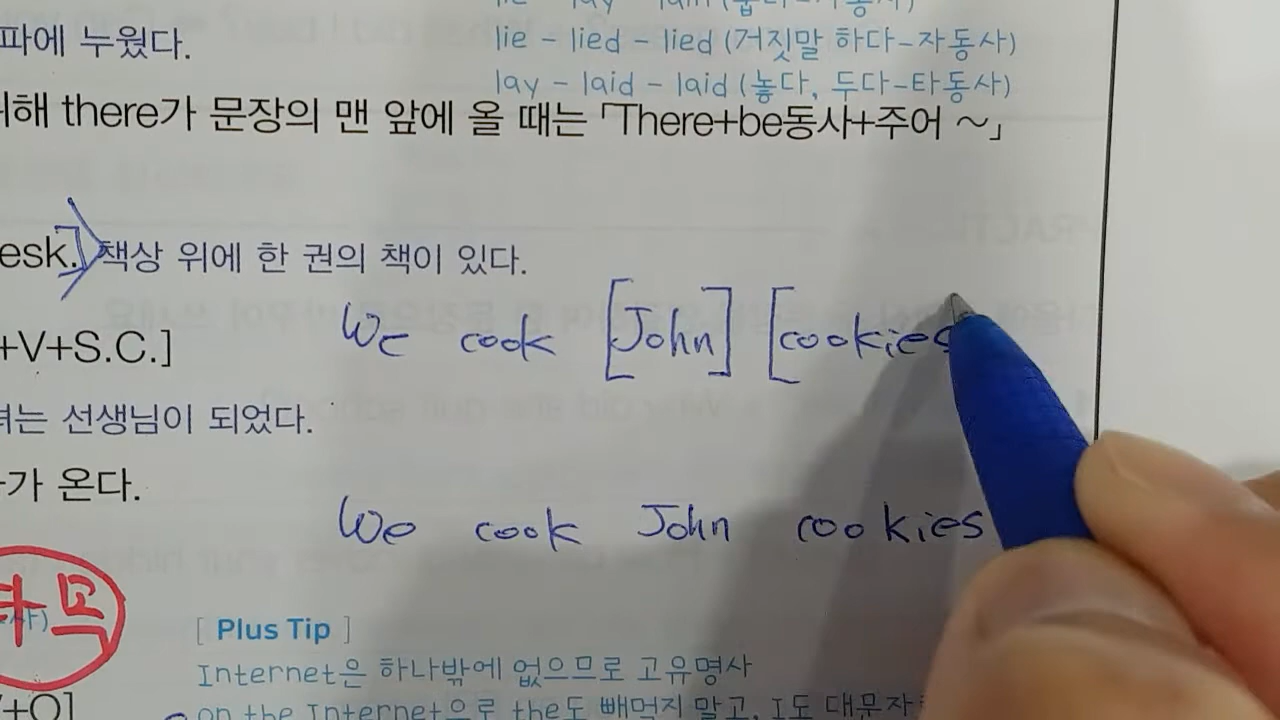 lie - lied - lied (거짓말 하다-자동사)
파에 누웠다.
lay - laid - laid (놓다, 두다-타동사)
위해 there가 문장의 맨 앞에 올 때는 「There+be동사+주어 ~」
esk.] 책상 위에 한 권의 책이 있다.
We cook [John] [cookies
+V+S.C.]
려는 선생님이 되었다.
가 온다.
We cook John cookies
[ Plus Tip ]
Internet은 하나밖에 없으므로 고유명사
on the Internet으로 the도 빼먹지 말고, I도 대문자
+O]